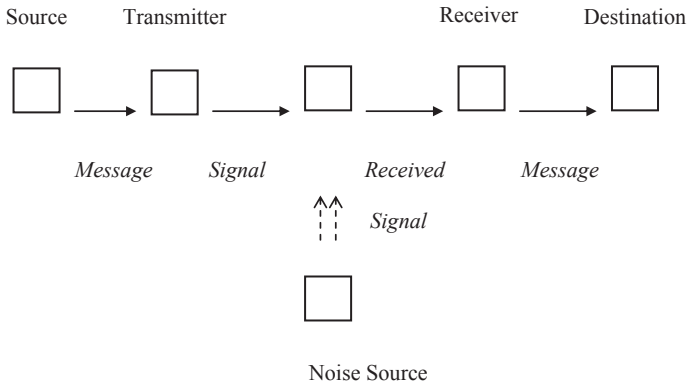 Source Transmitter Receiver Destination
Message Signal Received Message
Signal
Noise Source